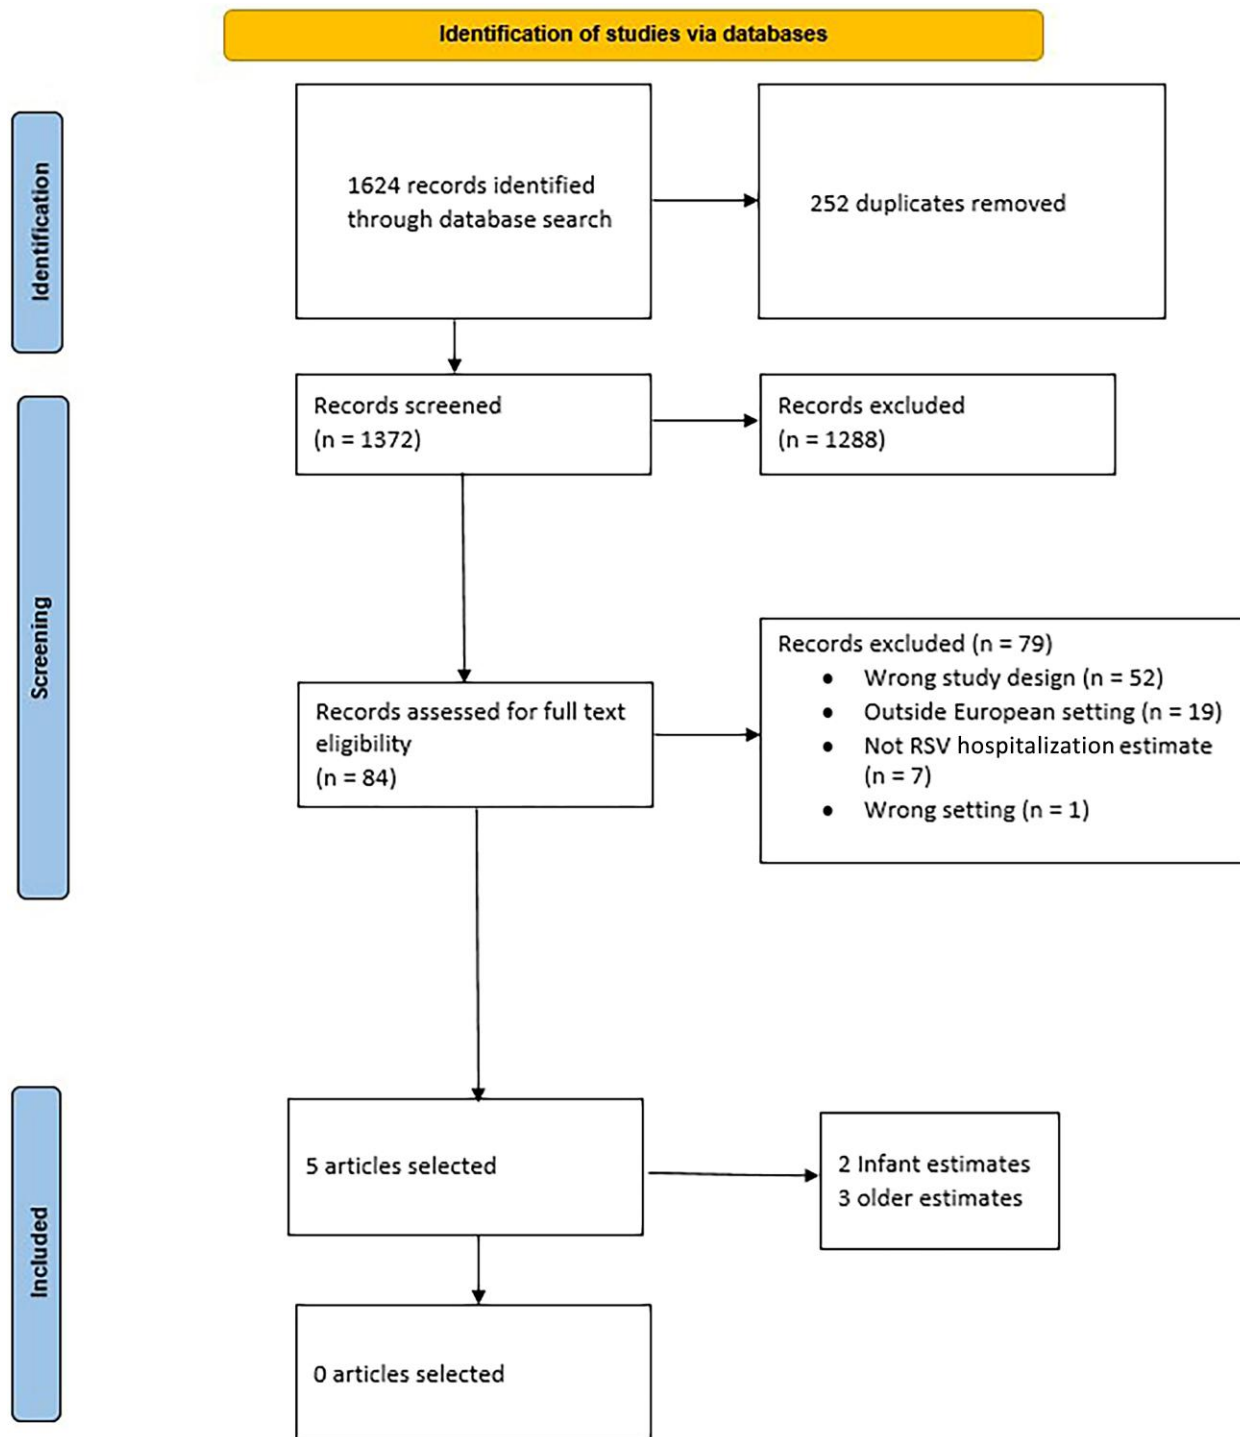 Identification of studies via databases
Identification
1624 records identified
through database search
252 duplicates removed
Screening
Records screened
(n = 1372)
Records excluded
(n = 1288)
Records assessed for full text
eligibility
(n = 84)
Records excluded (n = 79)
• Wrong study design (n = 52)
• Outside European setting (n = 19)
• Not RSV hospitalization estimate
(n = 7)
• Wrong setting (n = 1)
Included
5 articles selected
2 Infant estimates
3 older estimates
0 articles selected